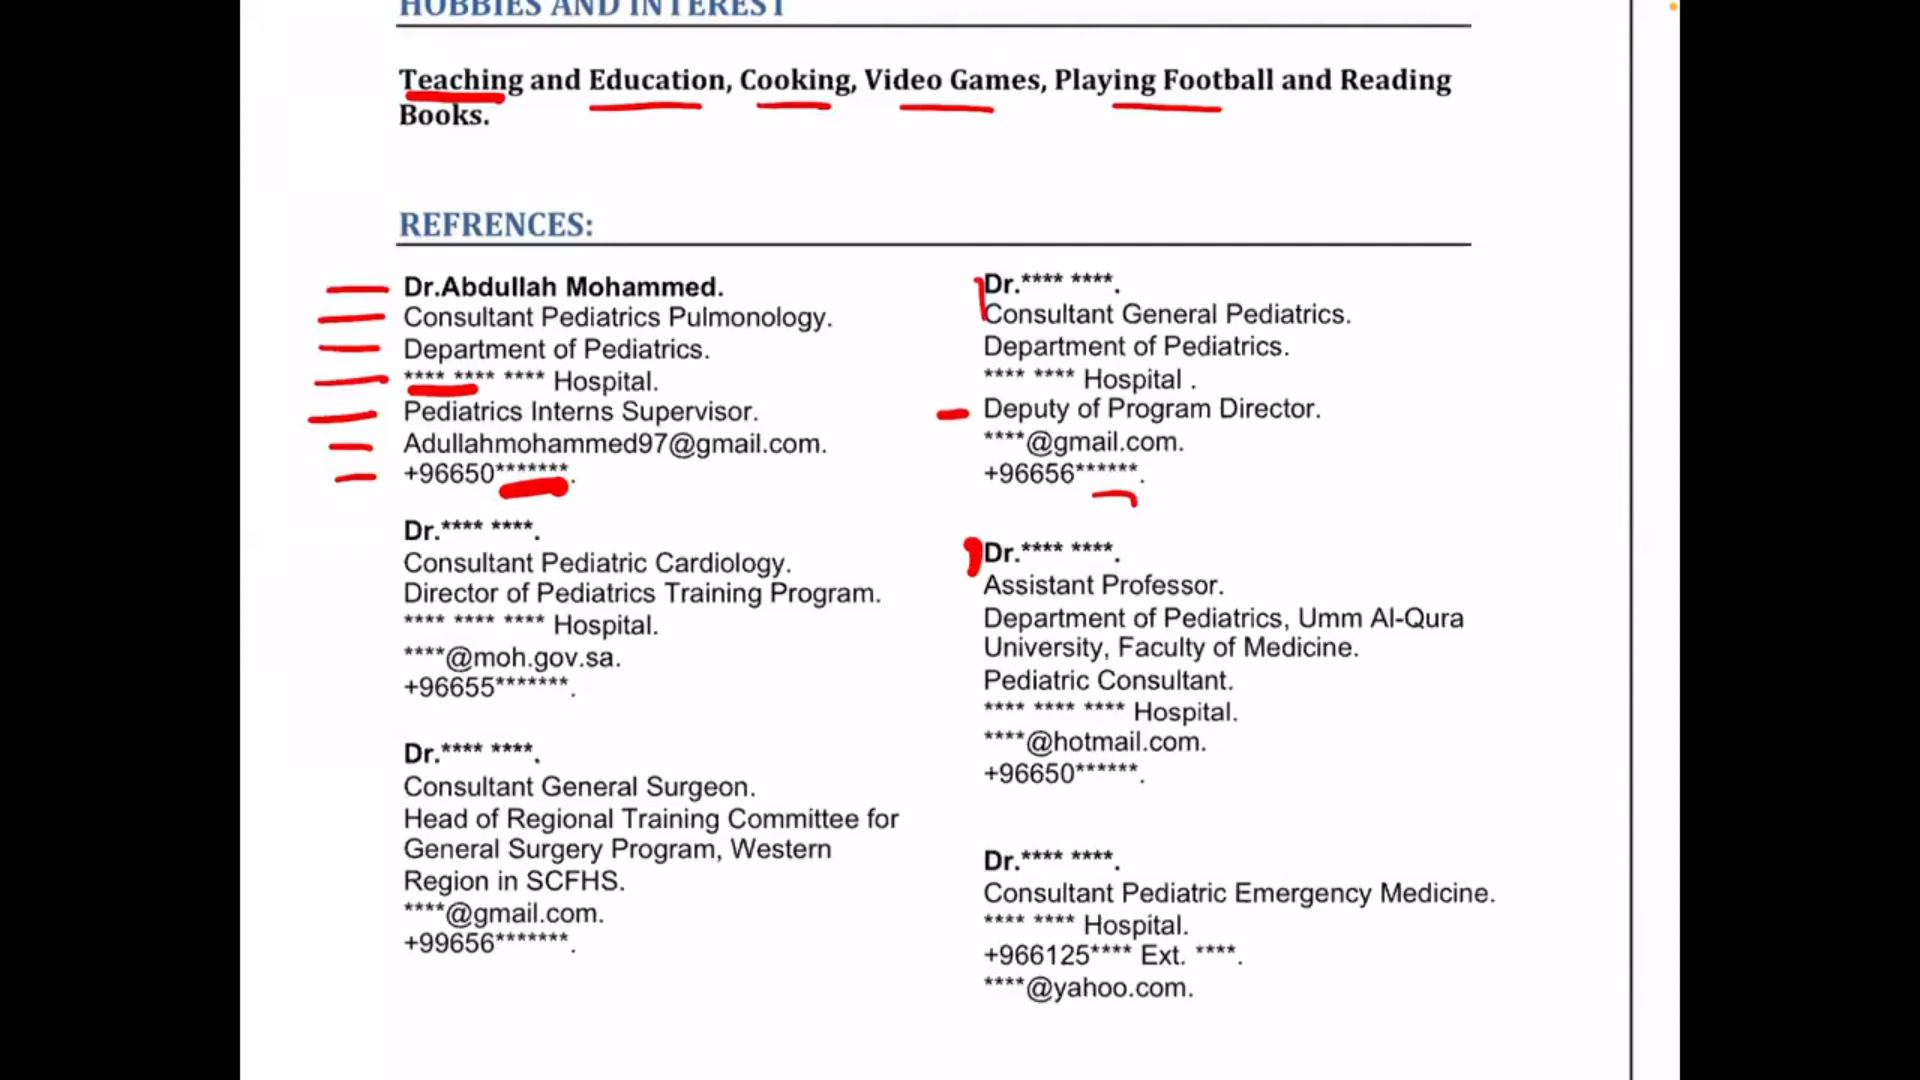 HOBBIES AND INTEREST
Teaching and Education, Cooking, Video Games, Playing Football and Reading
Books.
REFRENCES:
Dr.Abdullah Mohammed.
Consultant Pediatrics Pulmonology.
Department of Pediatrics.
**** **** **** Hospital.
Pediatrics Interns Supervisor.
Adullahmohammed97@gmail.com.
+96650*******.
Dr.**** ****.
Consultant Pediatric Cardiology.
Director of Pediatrics Training Program.
**** **** **** Hospital.
****@moh.gov.sa.
+96655*******.
Dr.**** ****.
Consultant General Surgeon.
Head of Regional Training Committee for
General Surgery Program, Western
Region in SCFHS.
****@gmail.com.
+99656*******.
Dr.**** ****.
Consultant General Pediatrics.
Department of Pediatrics.
**** **** Hospital .
Deputy of Program Director.
****@gmail.com.
+96656******.
Dr.**** ****.
Assistant Professor.
Department of Pediatrics, Umm Al-Qura
University, Faculty of Medicine.
Pediatric Consultant.
**** **** **** Hospital.
****@hotmail.com.
+96650******.
Dr.**** ****.
Consultant Pediatric Emergency Medicine.
**** **** Hospital.
+966125**** Ext. ****.
****@yahoo.com.